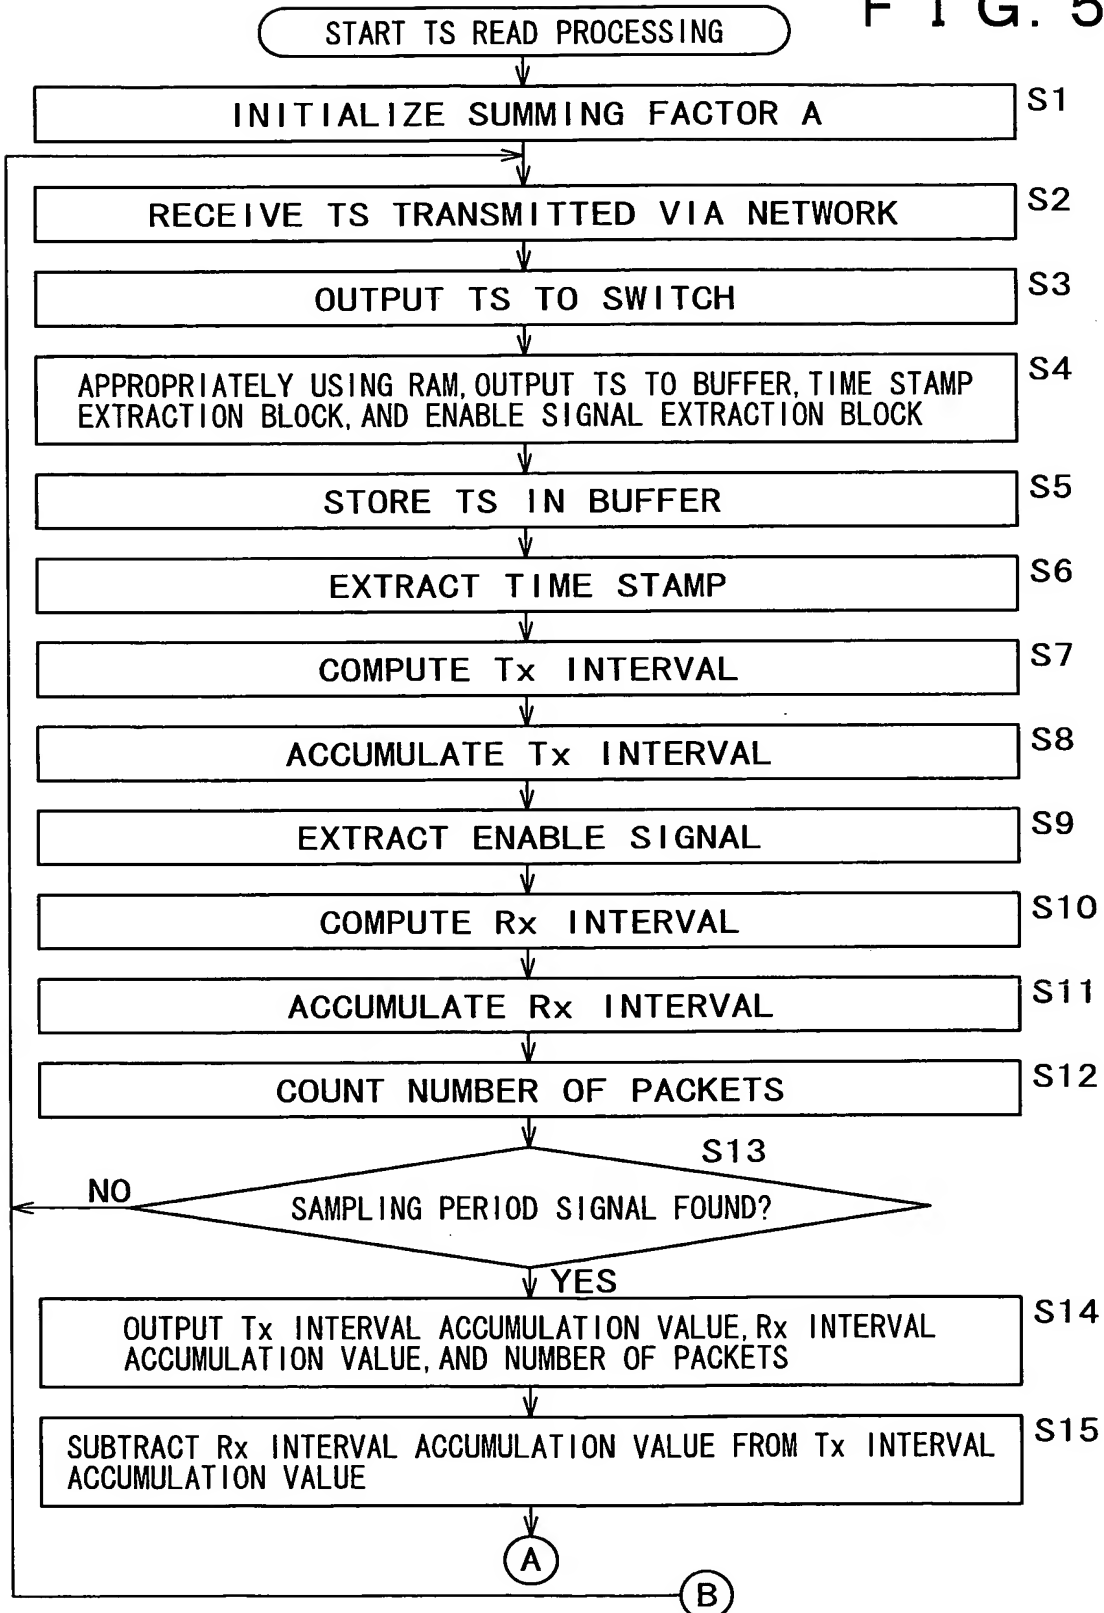 FIG. 5
START TS READ PROCESSING
INITIALIZE SUMMING FACTOR A
S1
RECEIVE TS TRANSMITTED VIA NETWORK
S2
OUTPUT TS TO SWITCH
S3
APPROPRIATELY USING RAM, OUTPUT TS TO BUFFER, TIME STAMP
EXTRACTION BLOCK, AND ENABLE SIGNAL EXTRACTION BLOCK
S4
STORE TS IN BUFFER
S5
EXTRACT TIME STAMP
S6
COMPUTE Tx INTERVAL
S7
ACCUMULATE Tx INTERVAL
S8
EXTRACT ENABLE SIGNAL
S9
COMPUTE Rx INTERVAL
S10
ACCUMULATE Rx INTERVAL
S11
COUNT NUMBER OF PACKETS
S12
S13
NO
SAMPLING PERIOD SIGNAL FOUND?
YES
OUTPUT Tx INTERVAL ACCUMULATION VALUE, Rx INTERVAL
ACCUMULATION VALUE, AND NUMBER OF PACKETS
S14
SUBTRACT Rx INTERVAL ACCUMULATION VALUE FROM Tx INTERVAL
ACCUMULATION VALUE
S15
A
B